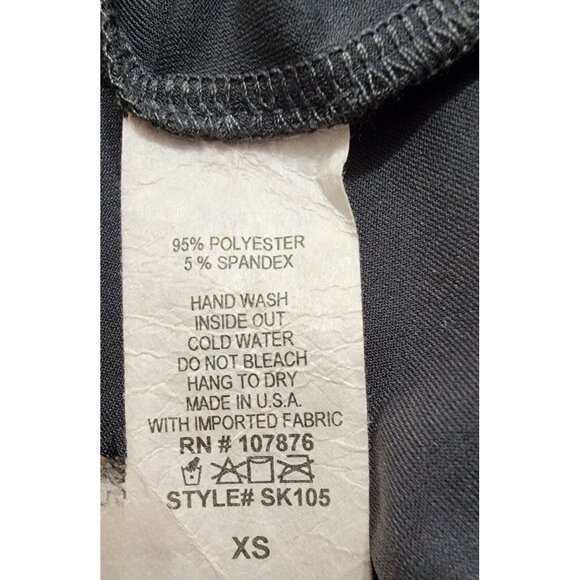 95% POLYESTER
5 % SPANDEX
HAND WASH
INSIDE OUT
COLD WATER
DO NOT BLEACH
HANG TO DRY
MADE IN U.S.A.
WITH IMPORTED FABRIC
RN # 107876
STYLE# SK105
XS